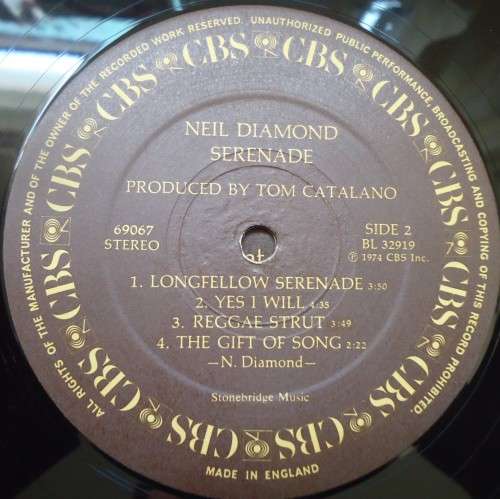 ALL RIGHTS OF THE MANUFACTURER AND OF THE OWNER OF THE RECORDED WORK RESERVED. UNAUTHORIZED PUBLIC PERFORMANCE, BROADCASTING AND COPYING OF THIS RECORD PROHIBITED.
CBS CBS CBS CBS CBS CBS CBS CBS CBS CBS CBS CBS
NEIL DIAMOND
SERENADE
PRODUCED BY TOM CATALANO
69067
STEREO
SIDE 2
BL 32919
℗ 1974 CBS Inc.
1. LONGFELLOW SERENADE 3:50
2. YES I WILL 4:35
3. REGGAE STRUT 3:49
4. THE GIFT OF SONG 2:22
—N. Diamond—
Stonebridge Music
MADE IN ENGLAND